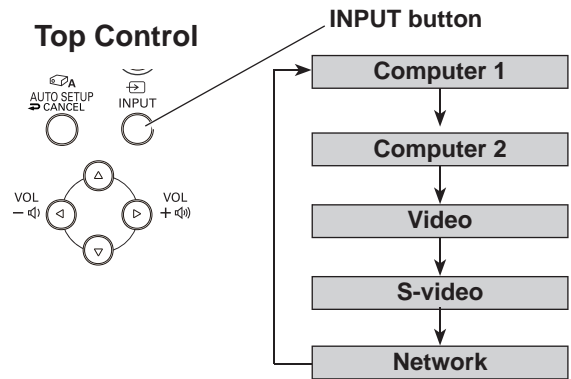 INPUT button
Top Control
A
AUTO SETUP
CANCEL
INPUT
VOL
–
VOL
+
Computer 1
Computer 2
Video
S-video
Network